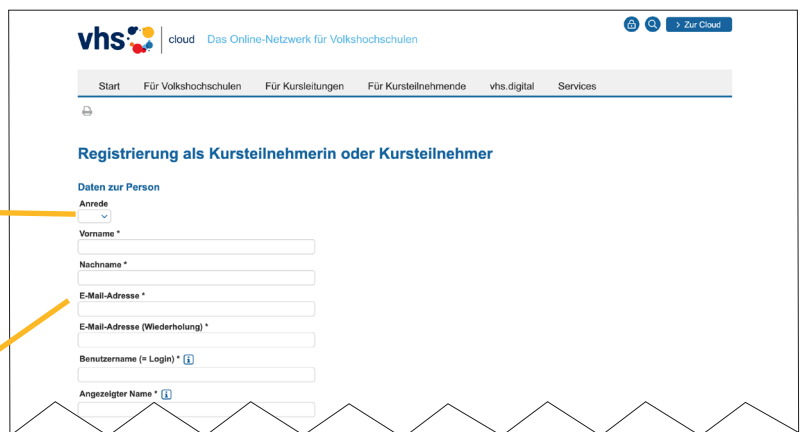 vhs cloud Das Online-Netzwerk für Volkshochschulen
> Zur Cloud
Start Für Volkshochschulen Für Kursleitungen Für Kursteilnehmende vhs.digital Services
Registrierung als Kursteilnehmerin oder Kursteilnehmer
Daten zur Person
Anrede
Vorname *
Nachname *
E-Mail-Adresse *
E-Mail-Adresse (Wiederholung) *
Benutzername (= Login) * i
Angezeigter Name * i